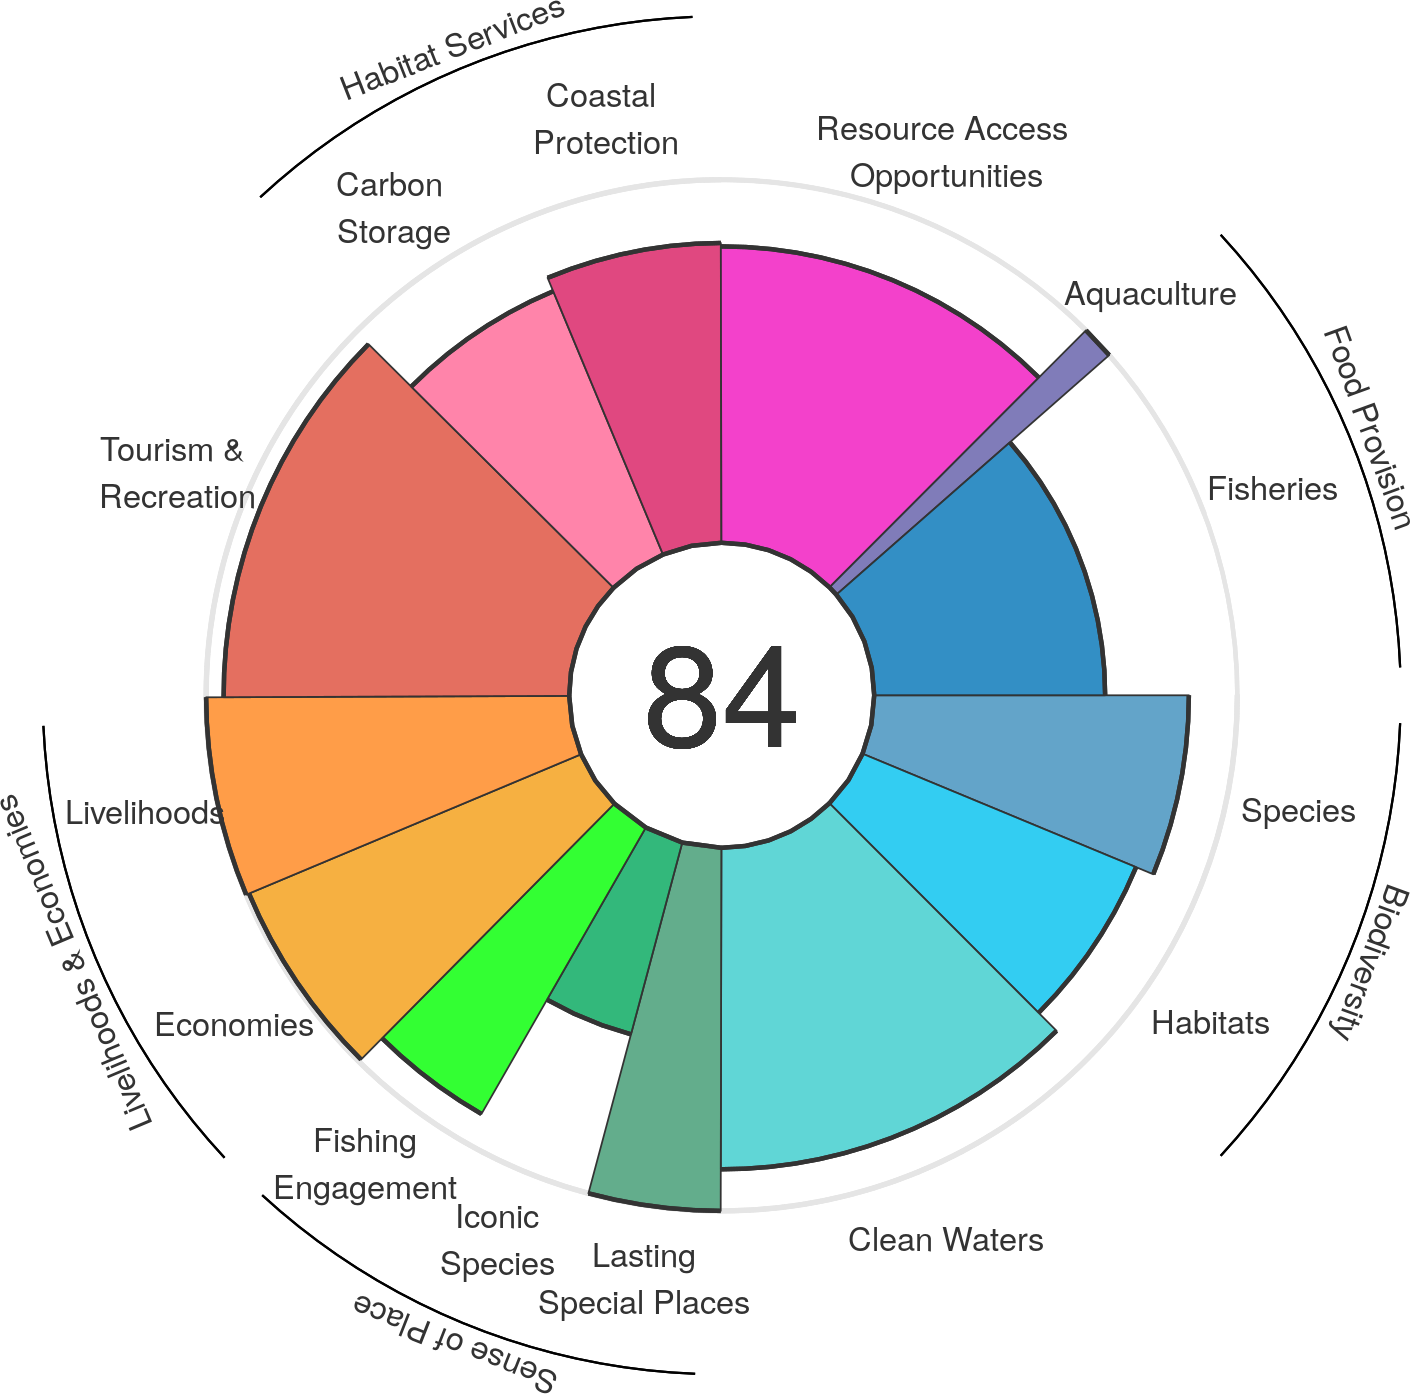 Habitat Services
Coastal
Protection
Resource Access
Opportunities
Carbon
Storage
Aquaculture
Food Provision
Tourism &
Recreation
Fisheries
84
Livelihoods
Species
Livelihoods & Economies
Biodiversity
Economies
Habitats
Fishing
Engagement
Iconic
Species
Lasting
Special Places
Clean Waters
Sense of Place